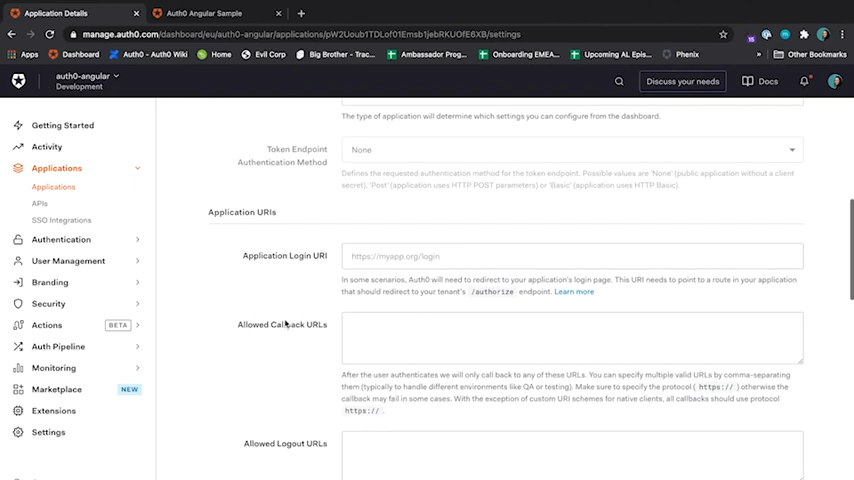 Application Details
Auth0 Angular Sample
manage.auth0.com/dashboard/eu/auth0-angular/applications/pW2Uoub1TDLof01Emsb1jebRKUOfE6XB/settings
Apps
Dashboard
Auth0 - Auth0 Wiki
Home
Evil Corp
Big Brother - Trac...
Ambassador Prog...
Onboarding EMEA...
Upcoming AL Epis...
Phenix
»
Other Bookmarks
auth0-angular
Development
Discuss your needs
Docs
Getting Started
Activity
Applications
Applications
APIs
SSO Integrations
Authentication
User Management
Branding
Security
Actions
BETA
Auth Pipeline
Monitoring
Marketplace
NEW
Extensions
Settings
The type of application will determine which settings you can configure from the dashboard.
Token Endpoint
Authentication Method
None
Defines the requested authentication method for the token endpoint. Possible values are 'None' (public application without a client
secret). 'Post' (application uses HTTP POST parameters) or 'Basic' (application uses HTTP Basic).
Application URIs
Application Login URI
https://myapp.org/login
In some scenarios, Auth0 will need to redirect to your application's login page. This URI needs to point to a route in your application
that should redirect to your tenant's /authorize endpoint. Learn more
Allowed Callback URLs
After the user authenticates we will only call back to any of these URLs. You can specify multiple valid URLs by comma-separating
them (typically to handle different environments like QA or testing). Make sure to specify the protocol ( https:// ) otherwise the
callback may fail in some cases. With the exception of custom URI schemes for native clients, all callbacks should use protocol
https:// .
Allowed Logout URLs